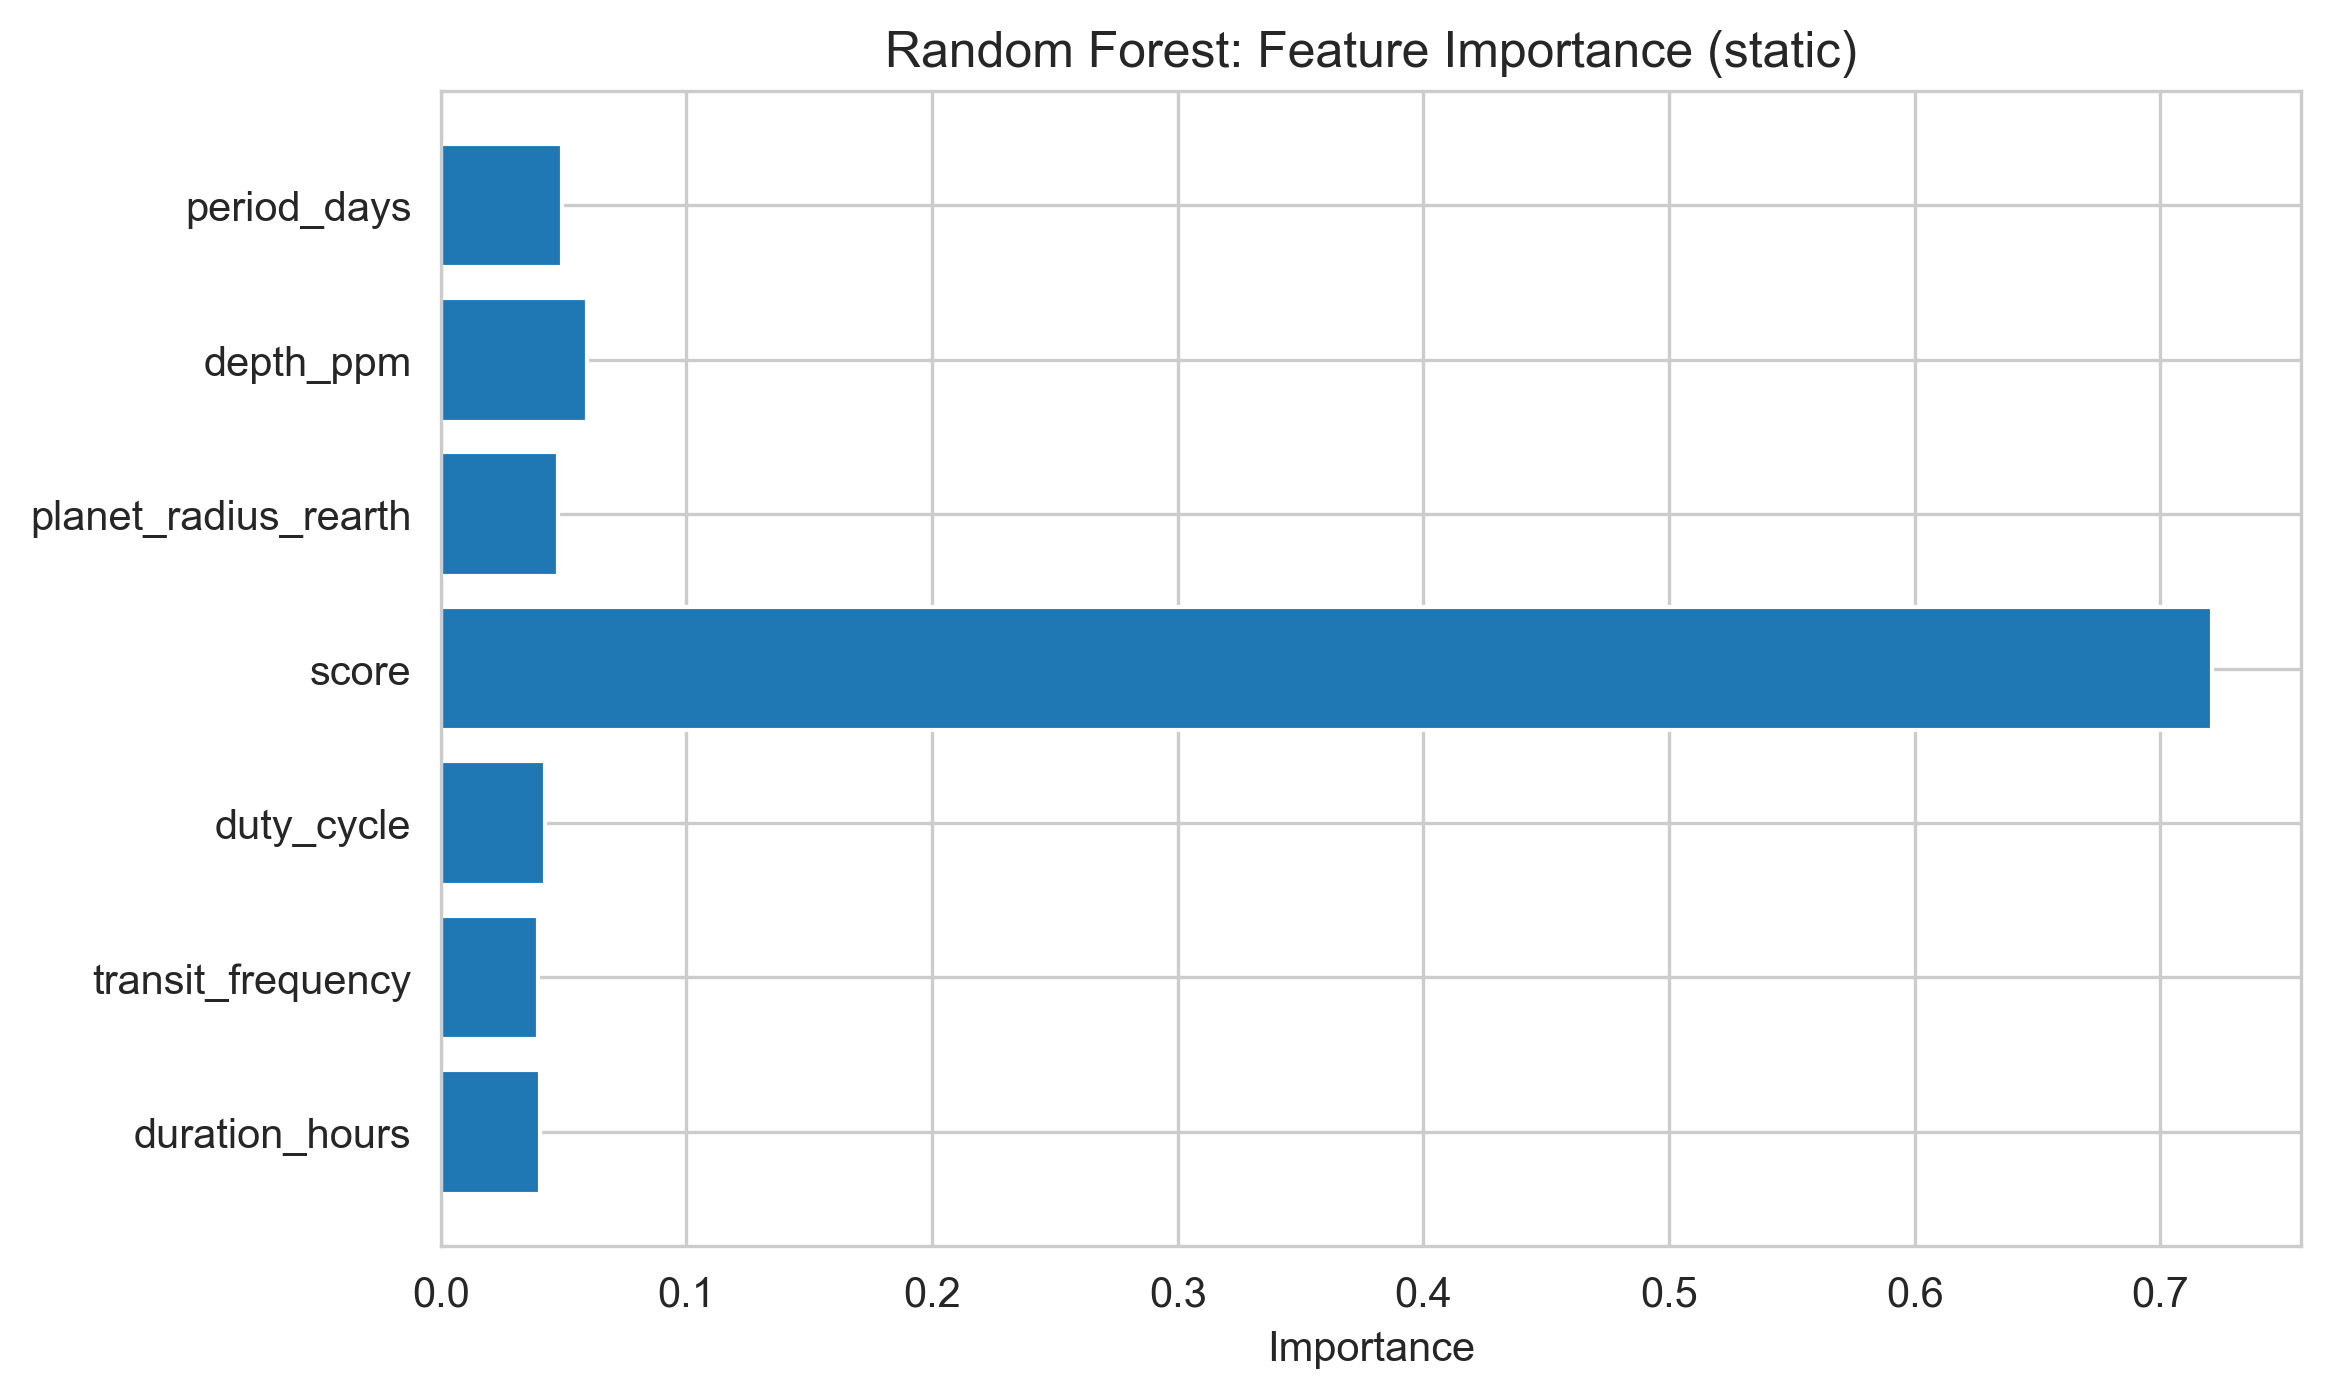 Random Forest: Feature Importance (static)
period_days
depth_ppm
planet_radius_rearth
score
duty_cycle
transit_frequency
duration_hours
0.0 0.1 0.2 0.3 0.4 0.5 0.6 0.7
Importance